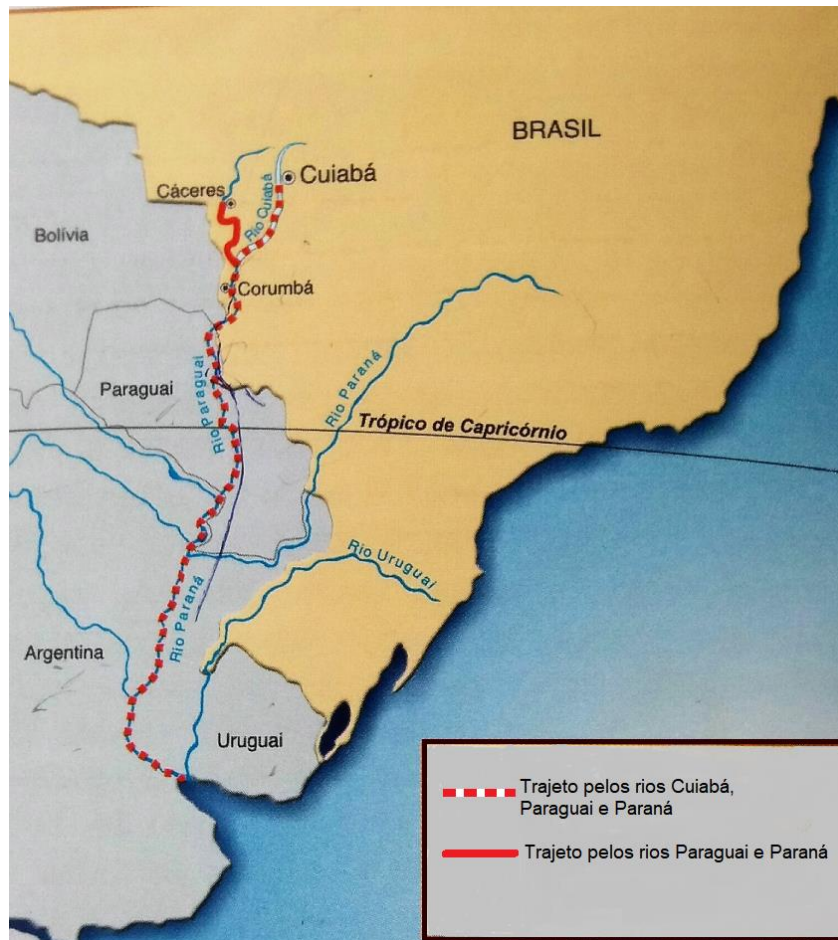 BRASIL
Cuiabá
Cáceres
Rio Cuiabá
Bolívia
Corumbá
Paraguai
Rio Paraguai
Rio Paraná
Trópico de Capricórnio
Rio Uruguai
Rio Paraná
Argentina
Uruguai
Trajeto pelos rios Cuiabá,
Paraguai e Paraná
Trajeto pelos rios Paraguai e Paraná